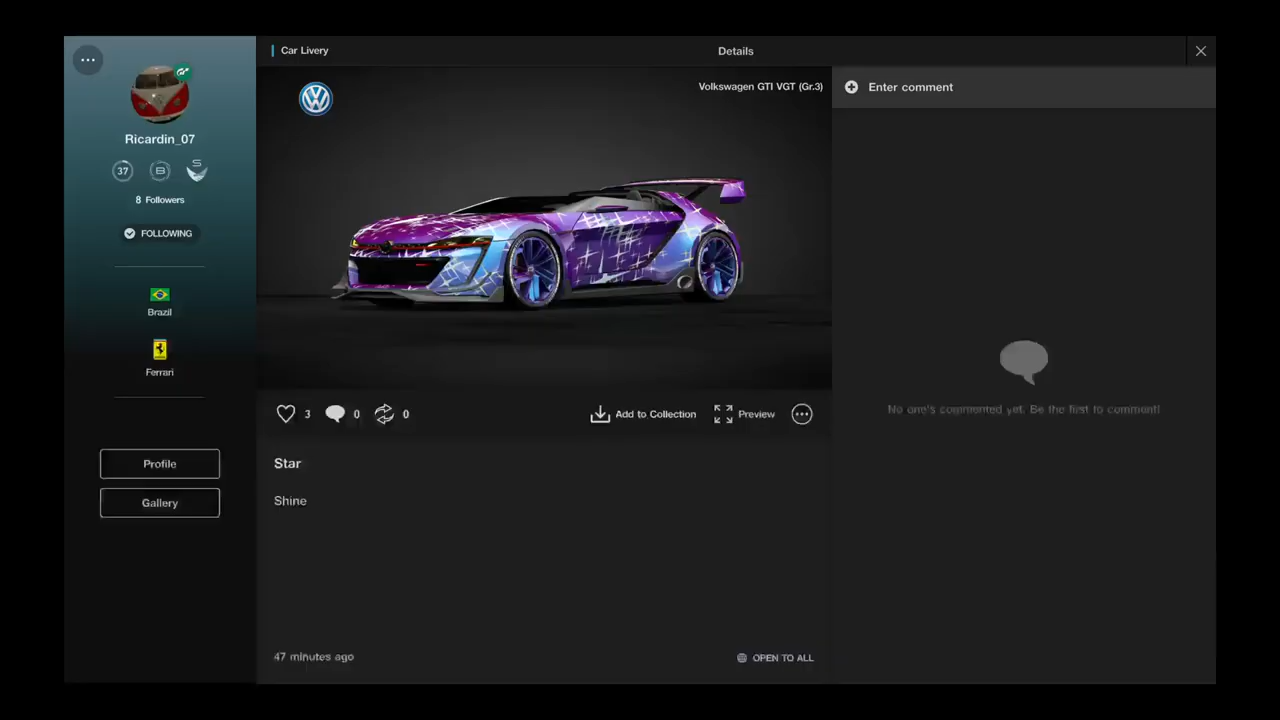 Car Livery
Details
Ricardin_07
37
B
S
8 Followers
FOLLOWING
Brazil
Ferrari
Profile
Gallery
Volkswagen GTI VGT (Gr.3)
3
0
0
Add to Collection
Preview
Star
Shine
47 minutes ago
OPEN TO ALL
Enter comment
No one's commented yet. Be the first to comment!